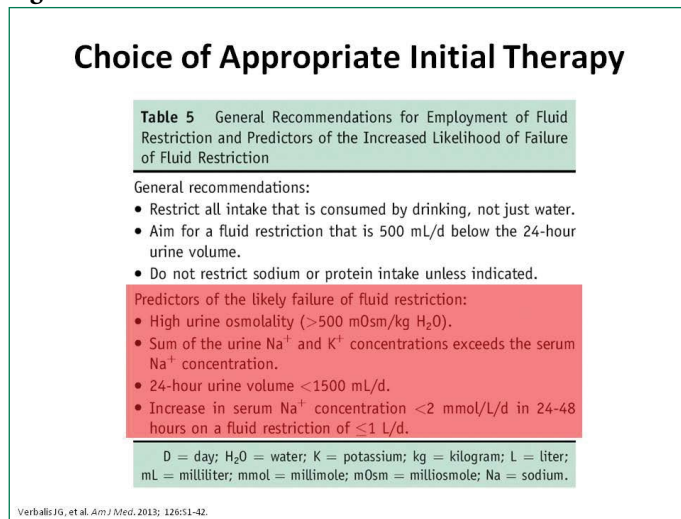 Choice of Appropriate Initial Therapy
Table 5 General Recommendations for Employment of Fluid
Restriction and Predictors of the Increased Likelihood of Failure
of Fluid Restriction
General recommendations:
• Restrict all intake that is consumed by drinking, not just water.
• Aim for a fluid restriction that is 500 mL/d below the 24-hour
urine volume.
• Do not restrict sodium or protein intake unless indicated.
Predictors of the likely failure of fluid restriction:
• High urine osmolality (>500 mOsm/kg H₂O).
• Sum of the urine Na⁺ and K⁺ concentrations exceeds the serum
Na⁺ concentration.
• 24-hour urine volume <1500 mL/d.
• Increase in serum Na⁺ concentration <2 mmol/L/d in 24-48
hours on a fluid restriction of ≤1 L/d.
D = day; H₂O = water; K = potassium; kg = kilogram; L = liter;
mL = milliliter; mmol = millimole; mOsm = milliosmole; Na = sodium.
Verbalis JG, et al. Am J Med. 2013; 126:S1-42.